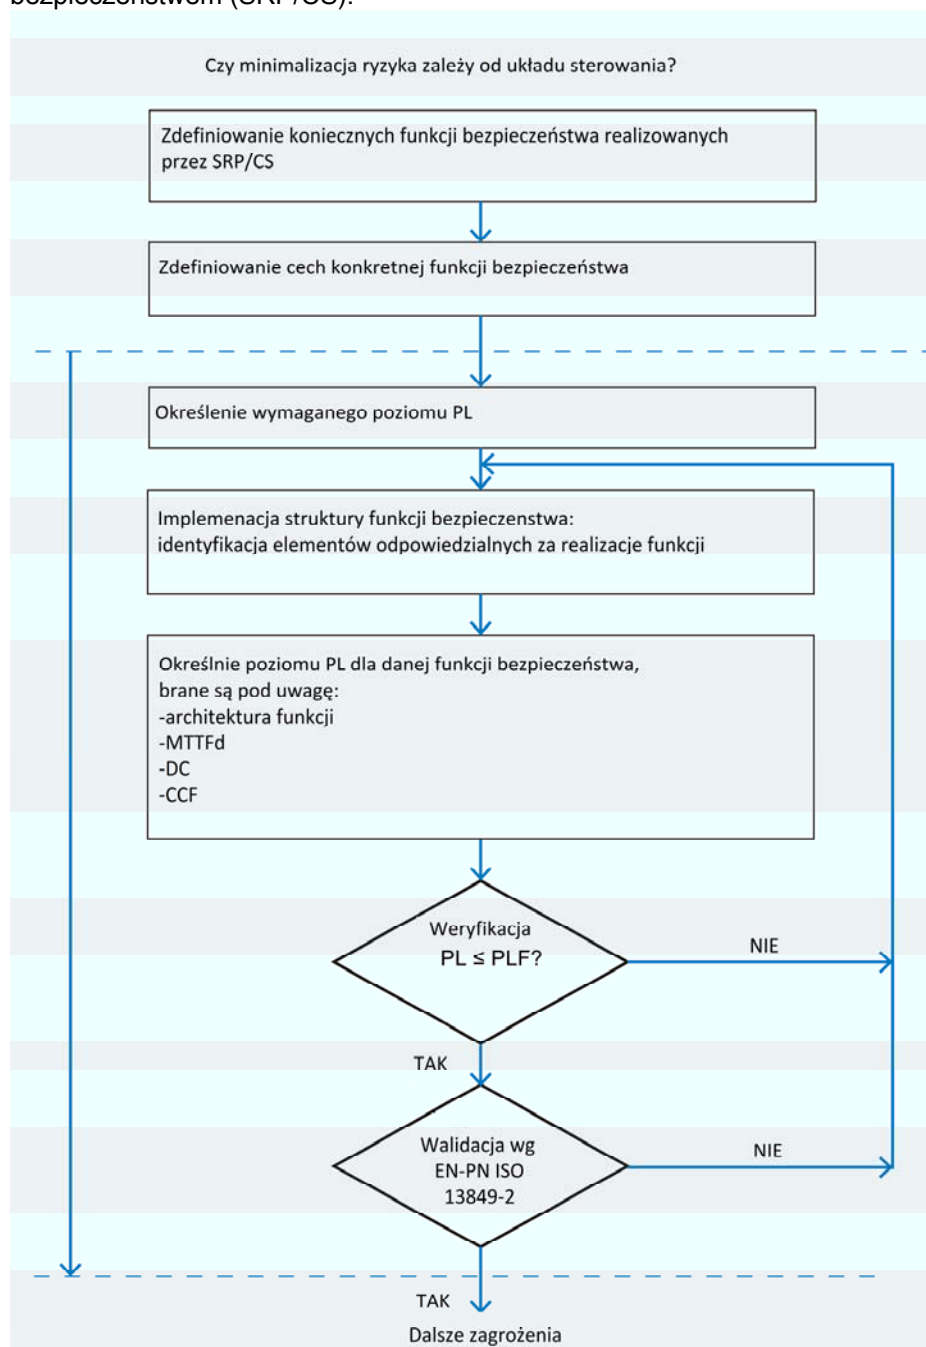 bezpieczeństwem (SRP/CS).
Czy minimalizacja ryzyka zależy od układu sterowania?
Zdefiniowanie koniecznych funkcji bezpieczeństwa realizowanych
przez SRP/CS
Zdefiniowanie cech konkretnej funkcji bezpieczeństwa
Określenie wymaganego poziomu PL
Implemenacja struktury funkcji bezpieczenstwa:
identyfikacja elementów odpowiedzialnych za realizacje funkcji
Określnie poziomu PL dla danej funkcji bezpieczeństwa,
brane są pod uwagę:
-architektura funkcji
-MTTFd
-DC
-CCF
Weryfikacja
PL ≤ PLF?
NIE
TAK
Walidacja wg
EN-PN ISO
13849-2
NIE
TAK
Dalsze zagrożenia